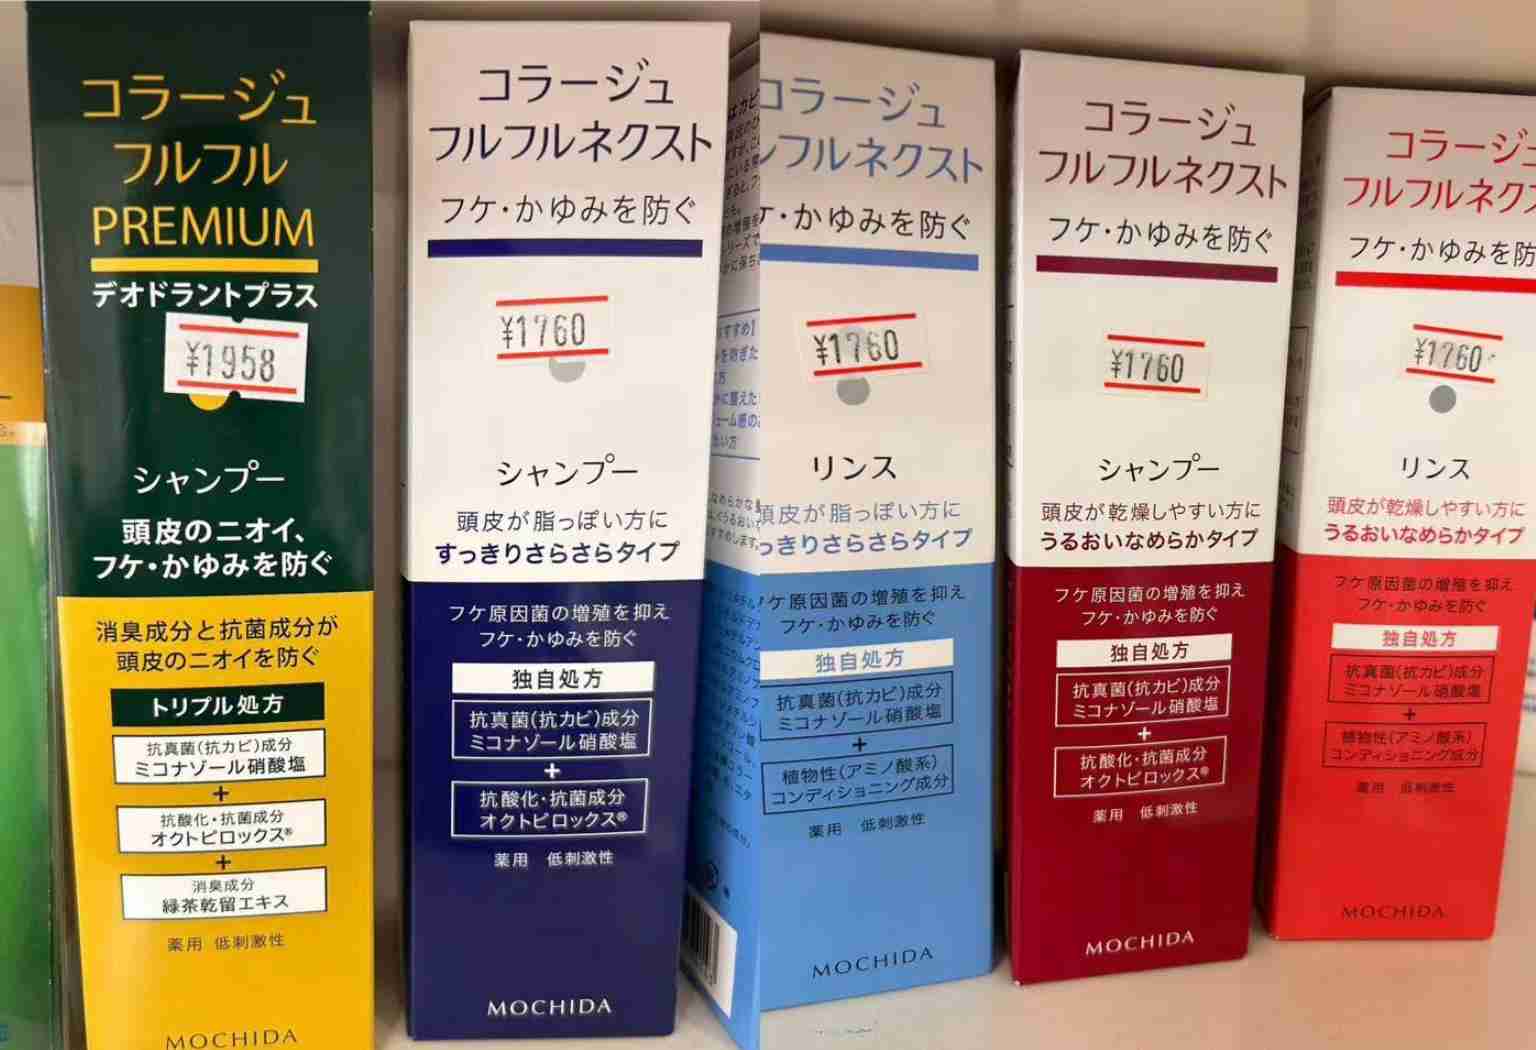 コラージュ
フルフル
PREMIUM
デオドラントプラス
¥1958
シャンプー
頭皮のニオイ、
フケ・かゆみを防ぐ
消臭成分と抗菌成分が
頭皮のニオイを防ぐ
トリプル処方
抗真菌(抗カビ)成分
ミコナゾール硝酸塩
+
抗酸化・抗菌成分
オクトピロックス®
+
消臭成分
緑茶乾留エキス
薬用 低刺激性
MOCHIDA
コラージュ
フルフルネクスト
フケ・かゆみを防ぐ
¥1760
シャンプー
頭皮が脂っぽい方に
すっきりさらさらタイプ
フケ原因菌の増殖を抑え
フケ・かゆみを防ぐ
独自処方
抗真菌(抗カビ)成分
ミコナゾール硝酸塩
+
抗酸化・抗菌成分
オクトピロックス®
薬用 低刺激性
MOCHIDA
コラージュ
フルネクスト
・かゆみを防ぐ
¥1760
リンス
頭皮が脂っぽい方に
っきりさらさらタイプ
ケ原因菌の増殖を抑え
フケ・かゆみを防ぐ
独自処方
抗真菌(抗カビ)成分
ミコナゾール硝酸塩
+
植物性(アミノ酸系)
コンディショニング成分
薬用 低刺激性
MOCHIDA
コラージュ
フルフルネクスト
フケ・かゆみを防ぐ
¥1760
シャンプー
頭皮が乾燥しやすい方に
うるおいなめらかタイプ
フケ原因菌の増殖を抑え
フケ・かゆみを防ぐ
独自処方
抗真菌(抗カビ)成分
ミコナゾール硝酸塩
+
抗酸化・抗菌成分
オクトピロックス®
薬用 低刺激性
MOCHIDA
コラージュ
フルフルネクス
フケ・かゆみを防
¥1760
リンス
頭皮が乾燥しやすい方に
うるおいなめらかタイプ
フケ原因菌の増殖を抑え
フケ・かゆみを防ぐ
独自処方
抗真菌(抗カビ)成分
ミコナゾール硝酸塩
+
植物性(アミノ酸系)
コンディショニング成分
薬用 低刺激性
MOCHIDA